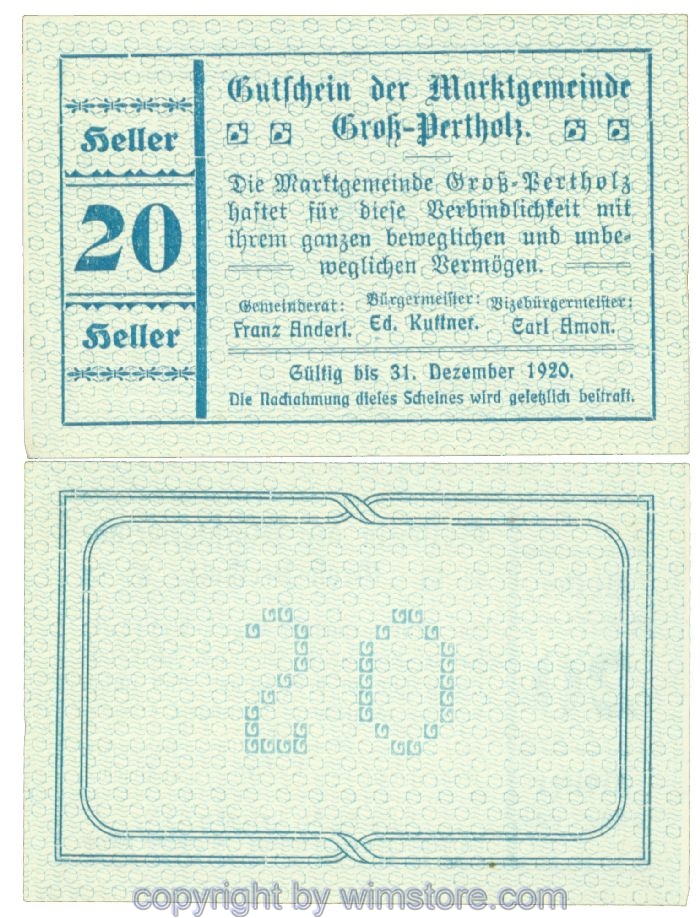 Heller
20
Heller
Gutschein der Marktgemeinde
Groß-Pertholz.
Die Marktgemeinde Groß-Pertholz
haftet für diese Verbindlichkeit mit
ihrem ganzen beweglichen und unbe-
weglichen Vermögen.
Gemeinderat: Bürgermeister: Vizebürgermeister:
Franz Anderl. Ed. Kuttner. Carl Amon.
Gültig bis 31. Dezember 1920.
Die Nachahmung dieses Scheines wird gesetzlich bestraft.
20
copyright by wimstore.com